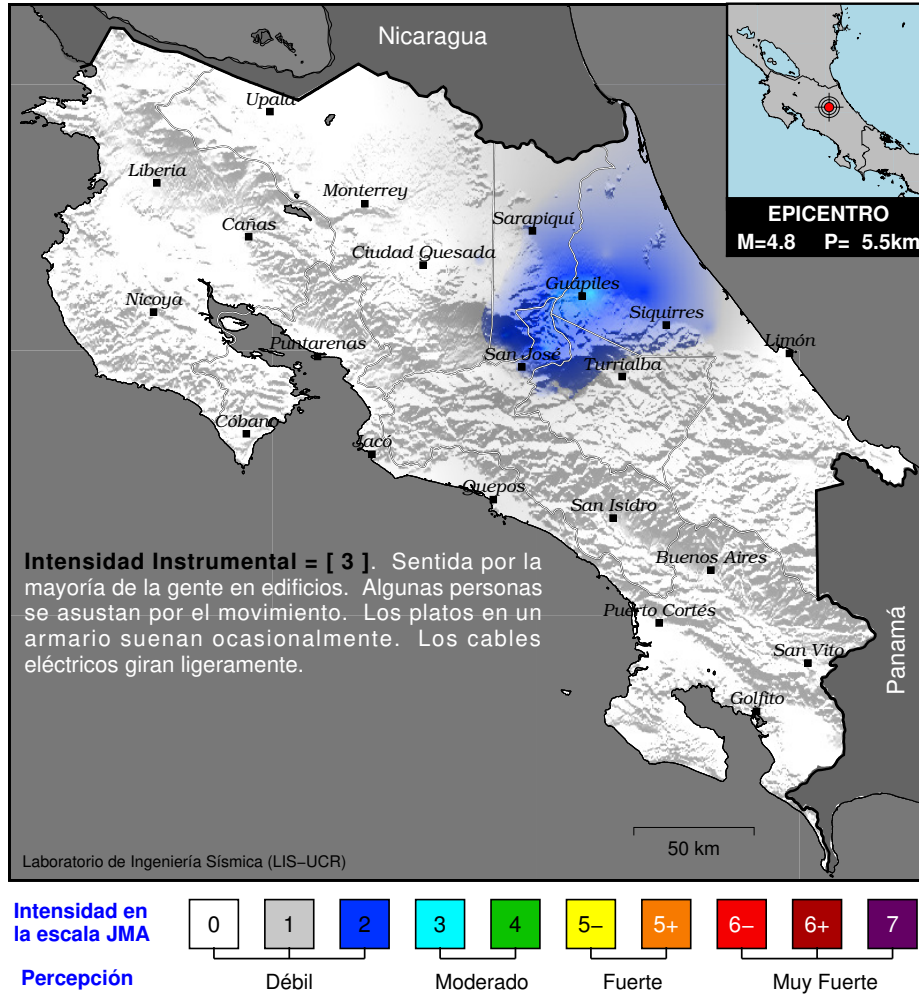 Nicaragua
EPICENTRO
M=4.8 P= 5.5km
Upala
Liberia
Monterrey
Cañas
Sarapiquí
Ciudad Quesada
Guápiles
Nicoya
Siquirres
Puntarenas
San José
Limón
Turrialba
Cóbano
Jacó
Quepos
San Isidro
Intensidad Instrumental = [ 3 ]. Sentida por la
mayoría de la gente en edificios. Algunas personas
se asustan por el movimiento. Los platos en un
armario suenan ocasionalmente. Los cables
eléctricos giran ligeramente.
Buenos Aires
Puerto Cortés
San Vito
Panamá
Golfito
50 km
Laboratorio de Ingeniería Sísmica (LIS−UCR)
Intensidad en
la escala JMA
0 1 2 3 4 5− 5+ 6− 6+ 7
Percepción
Débil Moderado Fuerte Muy Fuerte